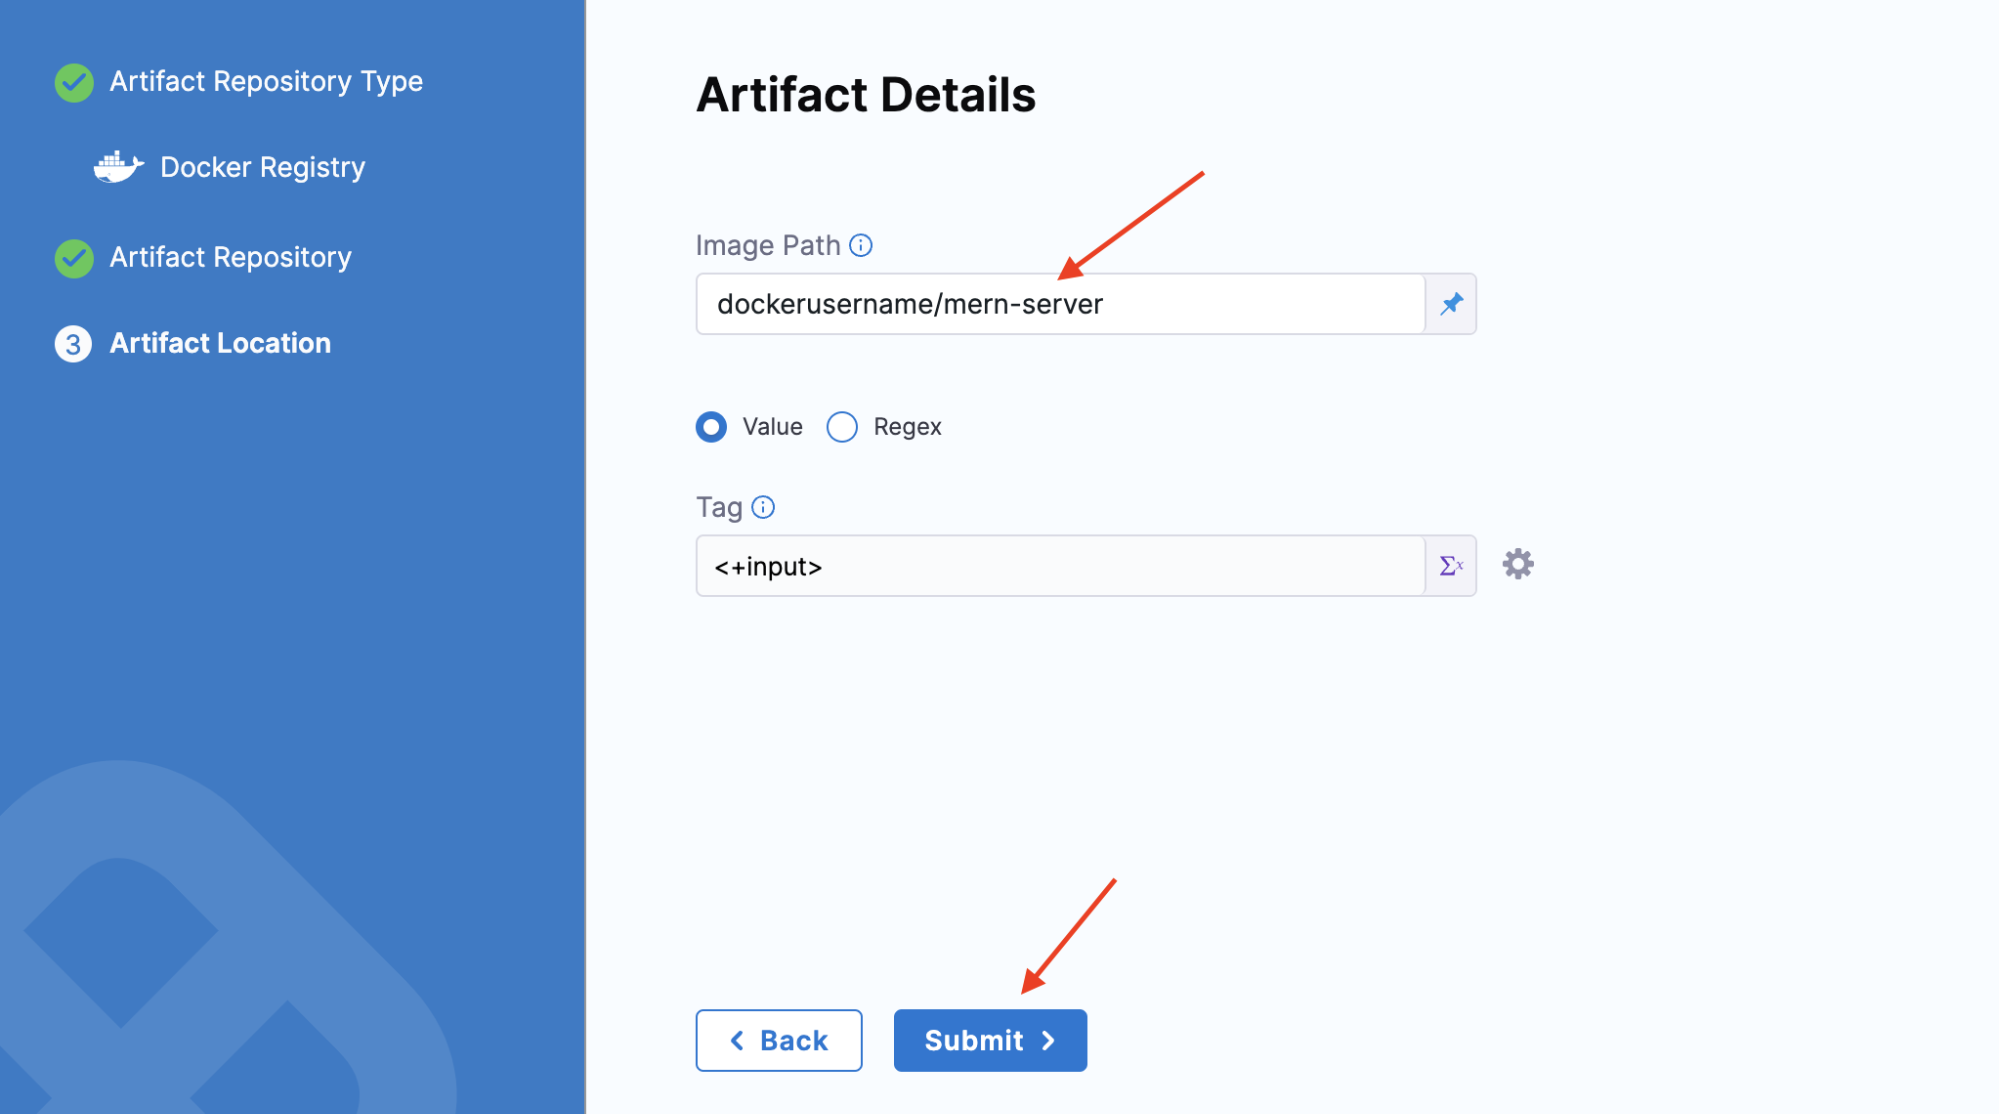 Artifact Repository Type
Docker Registry
Artifact Repository
3 Artifact Location
Artifact Details
Image Path
dockerusername/mern-server
Value Regex
Tag
<+input>
Σx
Back Submit